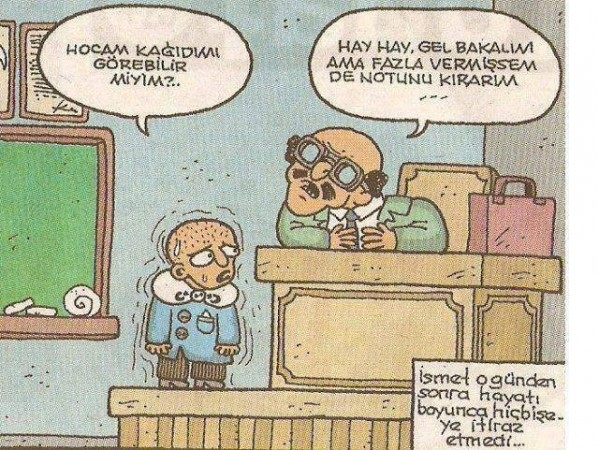 HOCAM KAĞIDIMI
GÖREBİLİR
MİYİM?..
HAY HAY, GEL BAKALIM
AMA FAZLA VERMİŞSEM
DE NOTUNU KIRARIM
...
İsmet o günden
sonra hayatı
boyunca hiçbişe-
ye itiraz
etmedi...